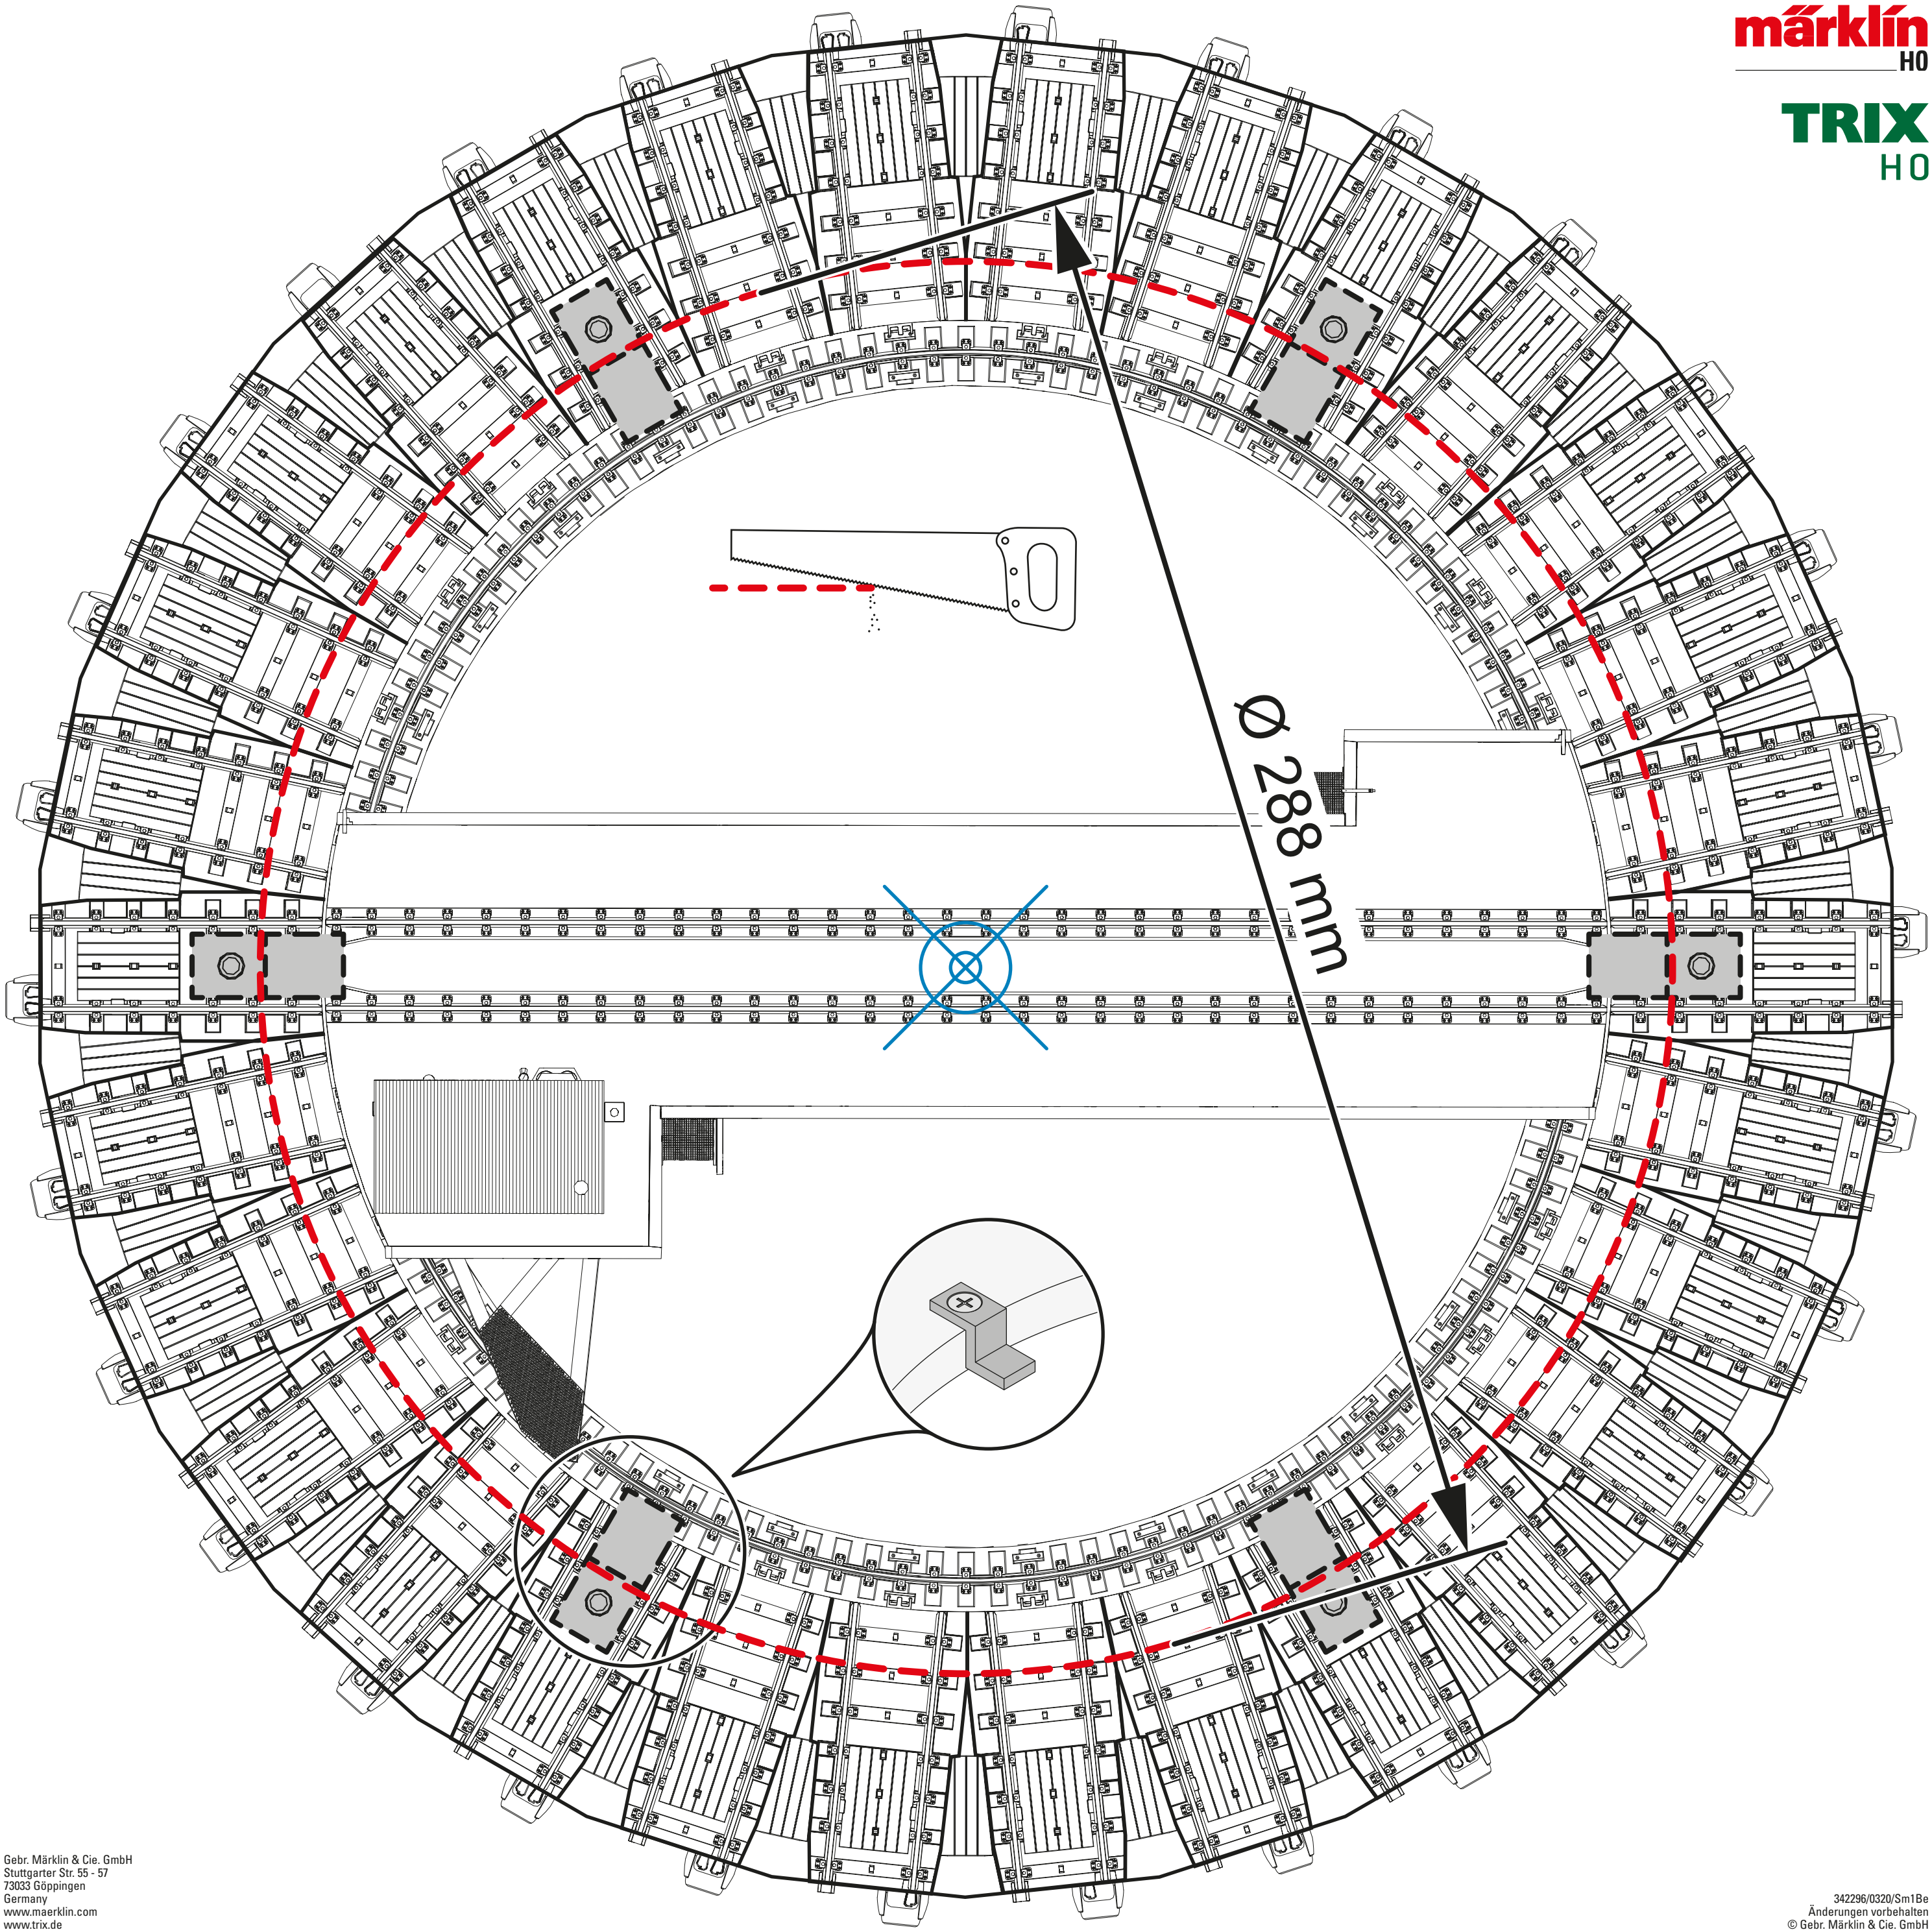 märklin
H0
TRIX
H0
Ø 288 mm
Gebr. Märklin & Cie. GmbH
Stuttgarter Str. 55 - 57
73033 Göppingen
Germany
www.maerklin.com
www.trix.de
342296/0320/Sm1Be
Änderungen vorbehalten
© Gebr. Märklin & Cie. GmbH